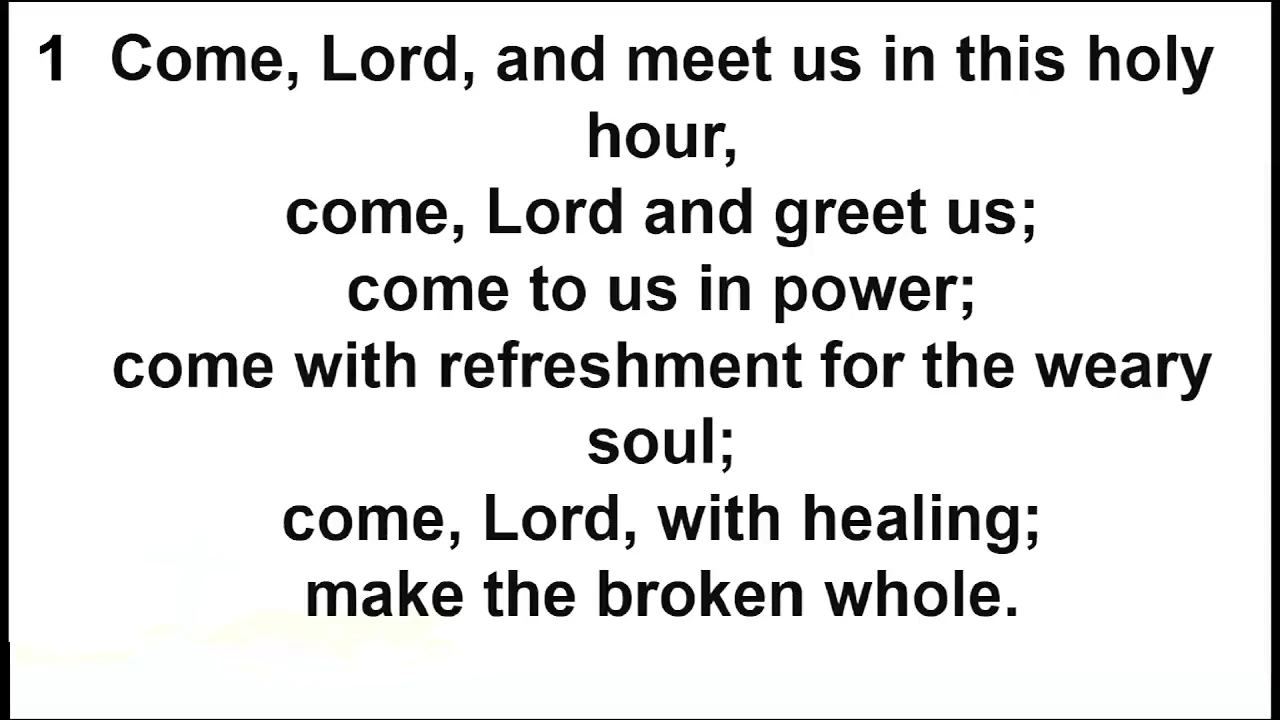 1 Come, Lord, and meet us in this holy
hour,
come, Lord and greet us;
come to us in power;
come with refreshment for the weary
soul;
come, Lord, with healing;
make the broken whole.